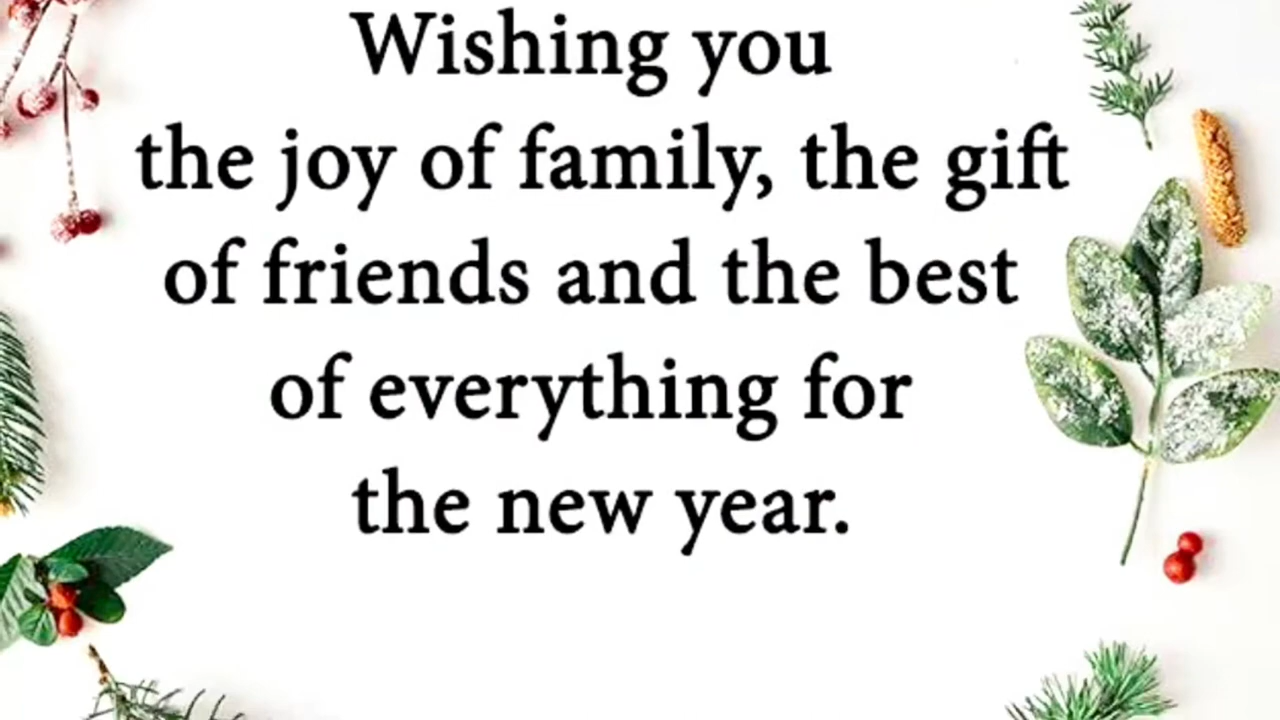 Wishing you
the joy of family, the gift
of friends and the best
of everything for
the new year.